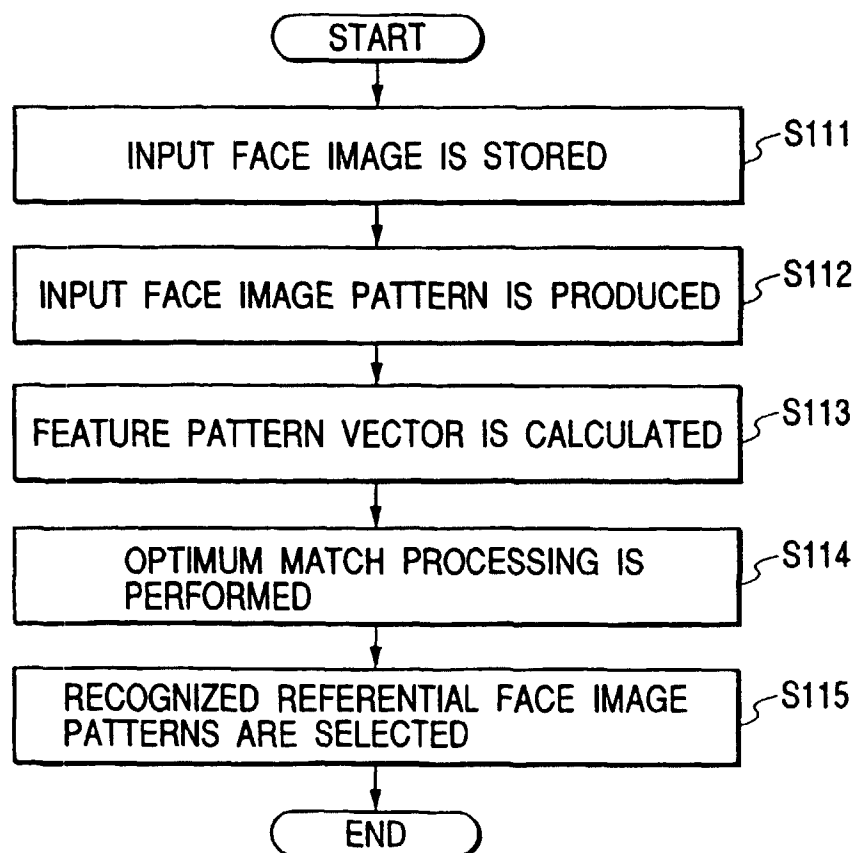 START
INPUT FACE IMAGE IS STORED
S111
INPUT FACE IMAGE PATTERN IS PRODUCED
S112
FEATURE PATTERN VECTOR IS CALCULATED
S113
OPTIMUM MATCH PROCESSING IS
PERFORMED
S114
RECOGNIZED REFERENTIAL FACE IMAGE
PATTERNS ARE SELECTED
S115
END